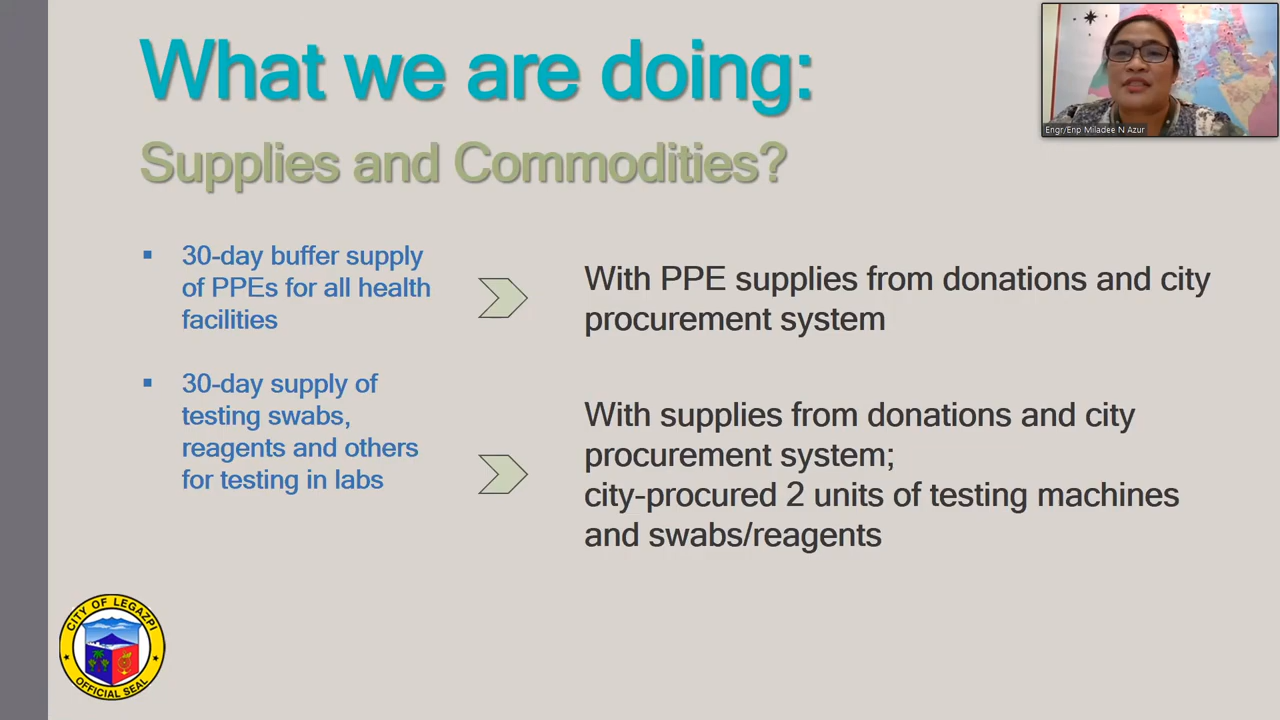 What we are doing:
Supplies and Commodities?
30-day buffer supply
of PPEs for all health
facilities
With PPE supplies from donations and city
procurement system
30-day supply of
testing swabs,
reagents and others
for testing in labs
With supplies from donations and city
procurement system;
city-procured 2 units of testing machines
and swabs/reagents
Engr/Enp Miladee N Azur
CITY OF LEGAZPI
OFFICIAL SEAL